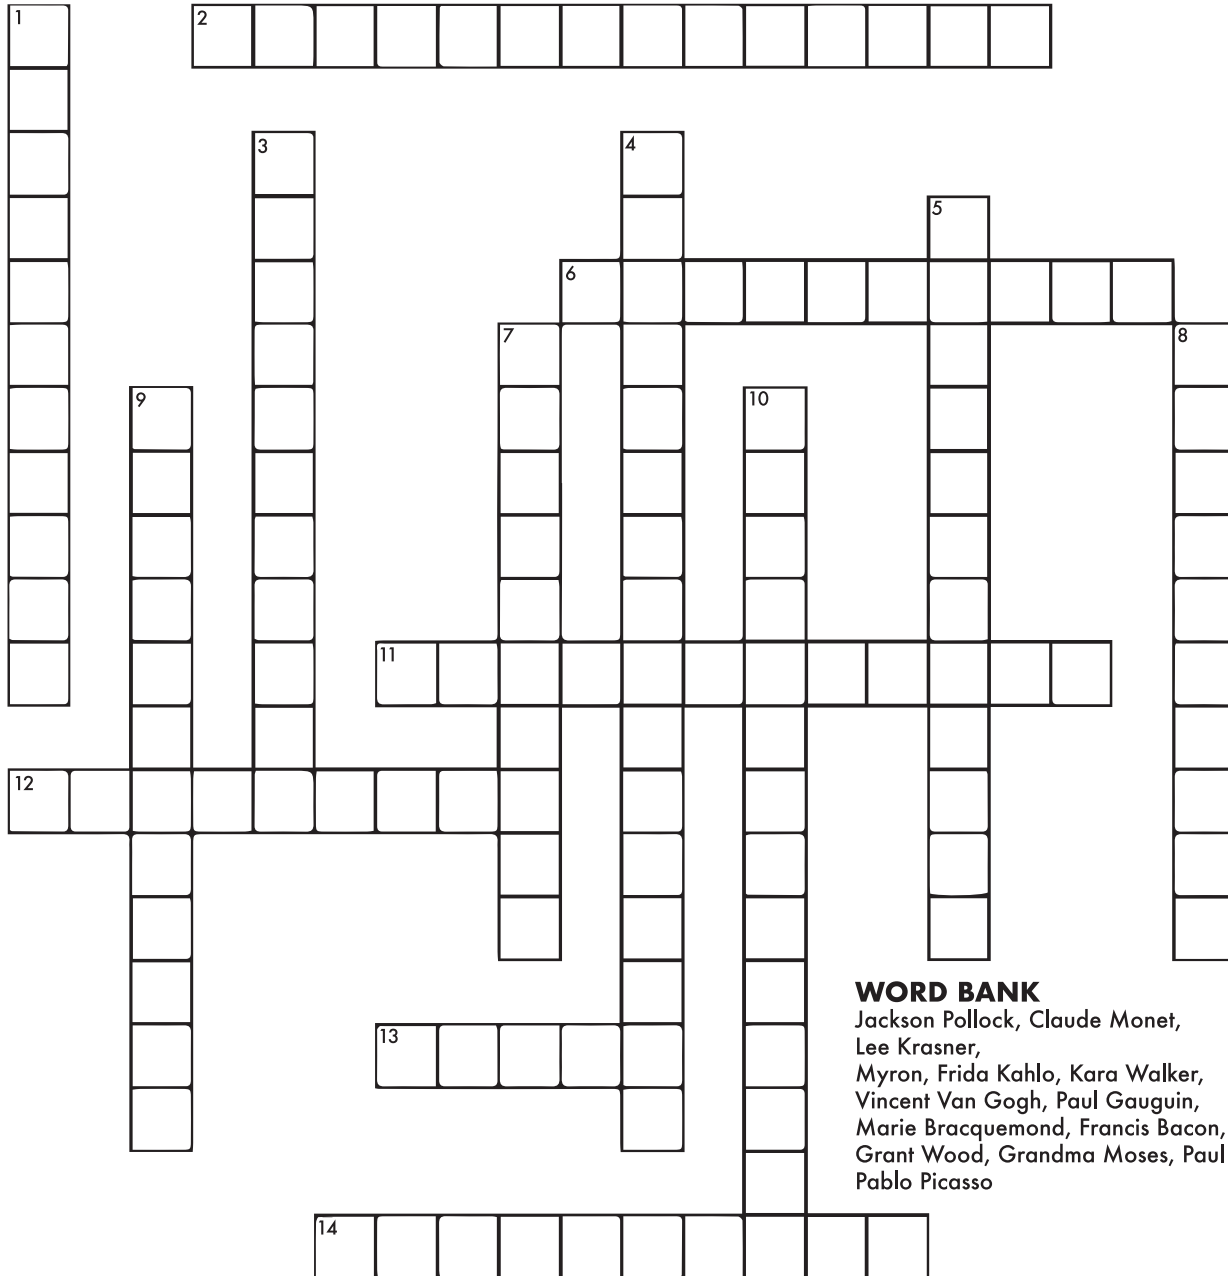 1
2
3
4
5
6
7
8
9
10
11
12
13
14
WORD BANK
Jackson Pollock, Claude Monet,
Lee Krasner,
Myron, Frida Kahlo, Kara Walker,
Vincent Van Gogh, Paul Gauguin,
Marie Bracquemond, Francis Bacon,
Grant Wood, Grandma Moses, Paul
Pablo Picasso